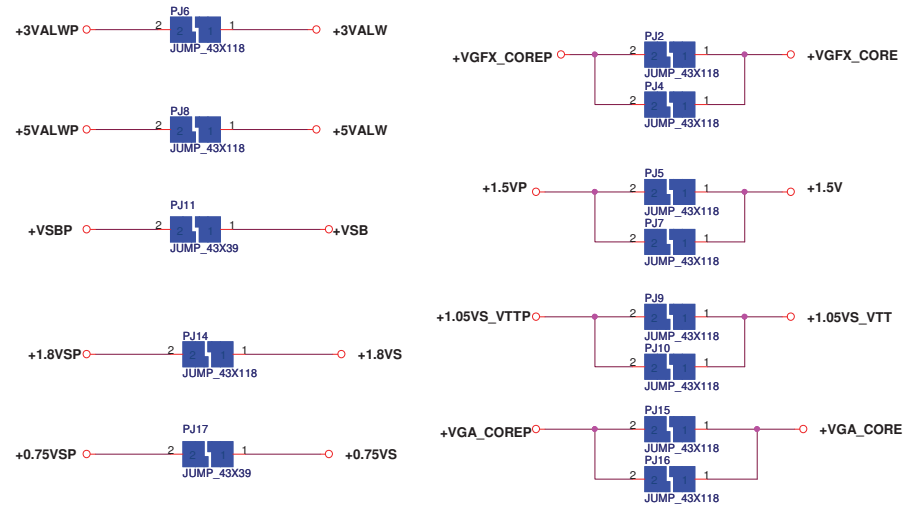 PJ6
+3VALWP 2 2 1 1 +3VALW
JUMP_43X118
PJ8
+5VALWP 2 2 1 1 +5VALW
JUMP_43X118
PJ11
+VSBP 2 2 1 1 +VSB
JUMP_43X39
PJ14
+1.8VSP 2 2 1 1 +1.8VS
JUMP_43X118
PJ17
+0.75VSP 2 2 1 1 +0.75VS
JUMP_43X39
PJ2
+VGFX_COREP 2 2 1 1 +VGFX_CORE
JUMP_43X118
PJ4
2 2 1 1
JUMP_43X118
PJ5
+1.5VP 2 2 1 1 +1.5V
JUMP_43X118
PJ7
2 2 1 1
JUMP_43X118
PJ9
+1.05VS_VTTP 2 2 1 1 +1.05VS_VTT
JUMP_43X118
PJ10
2 2 1 1
JUMP_43X118
PJ15
+VGA_COREP 2 2 1 1 +VGA_CORE
JUMP_43X118
PJ16
2 2 1 1
JUMP_43X118